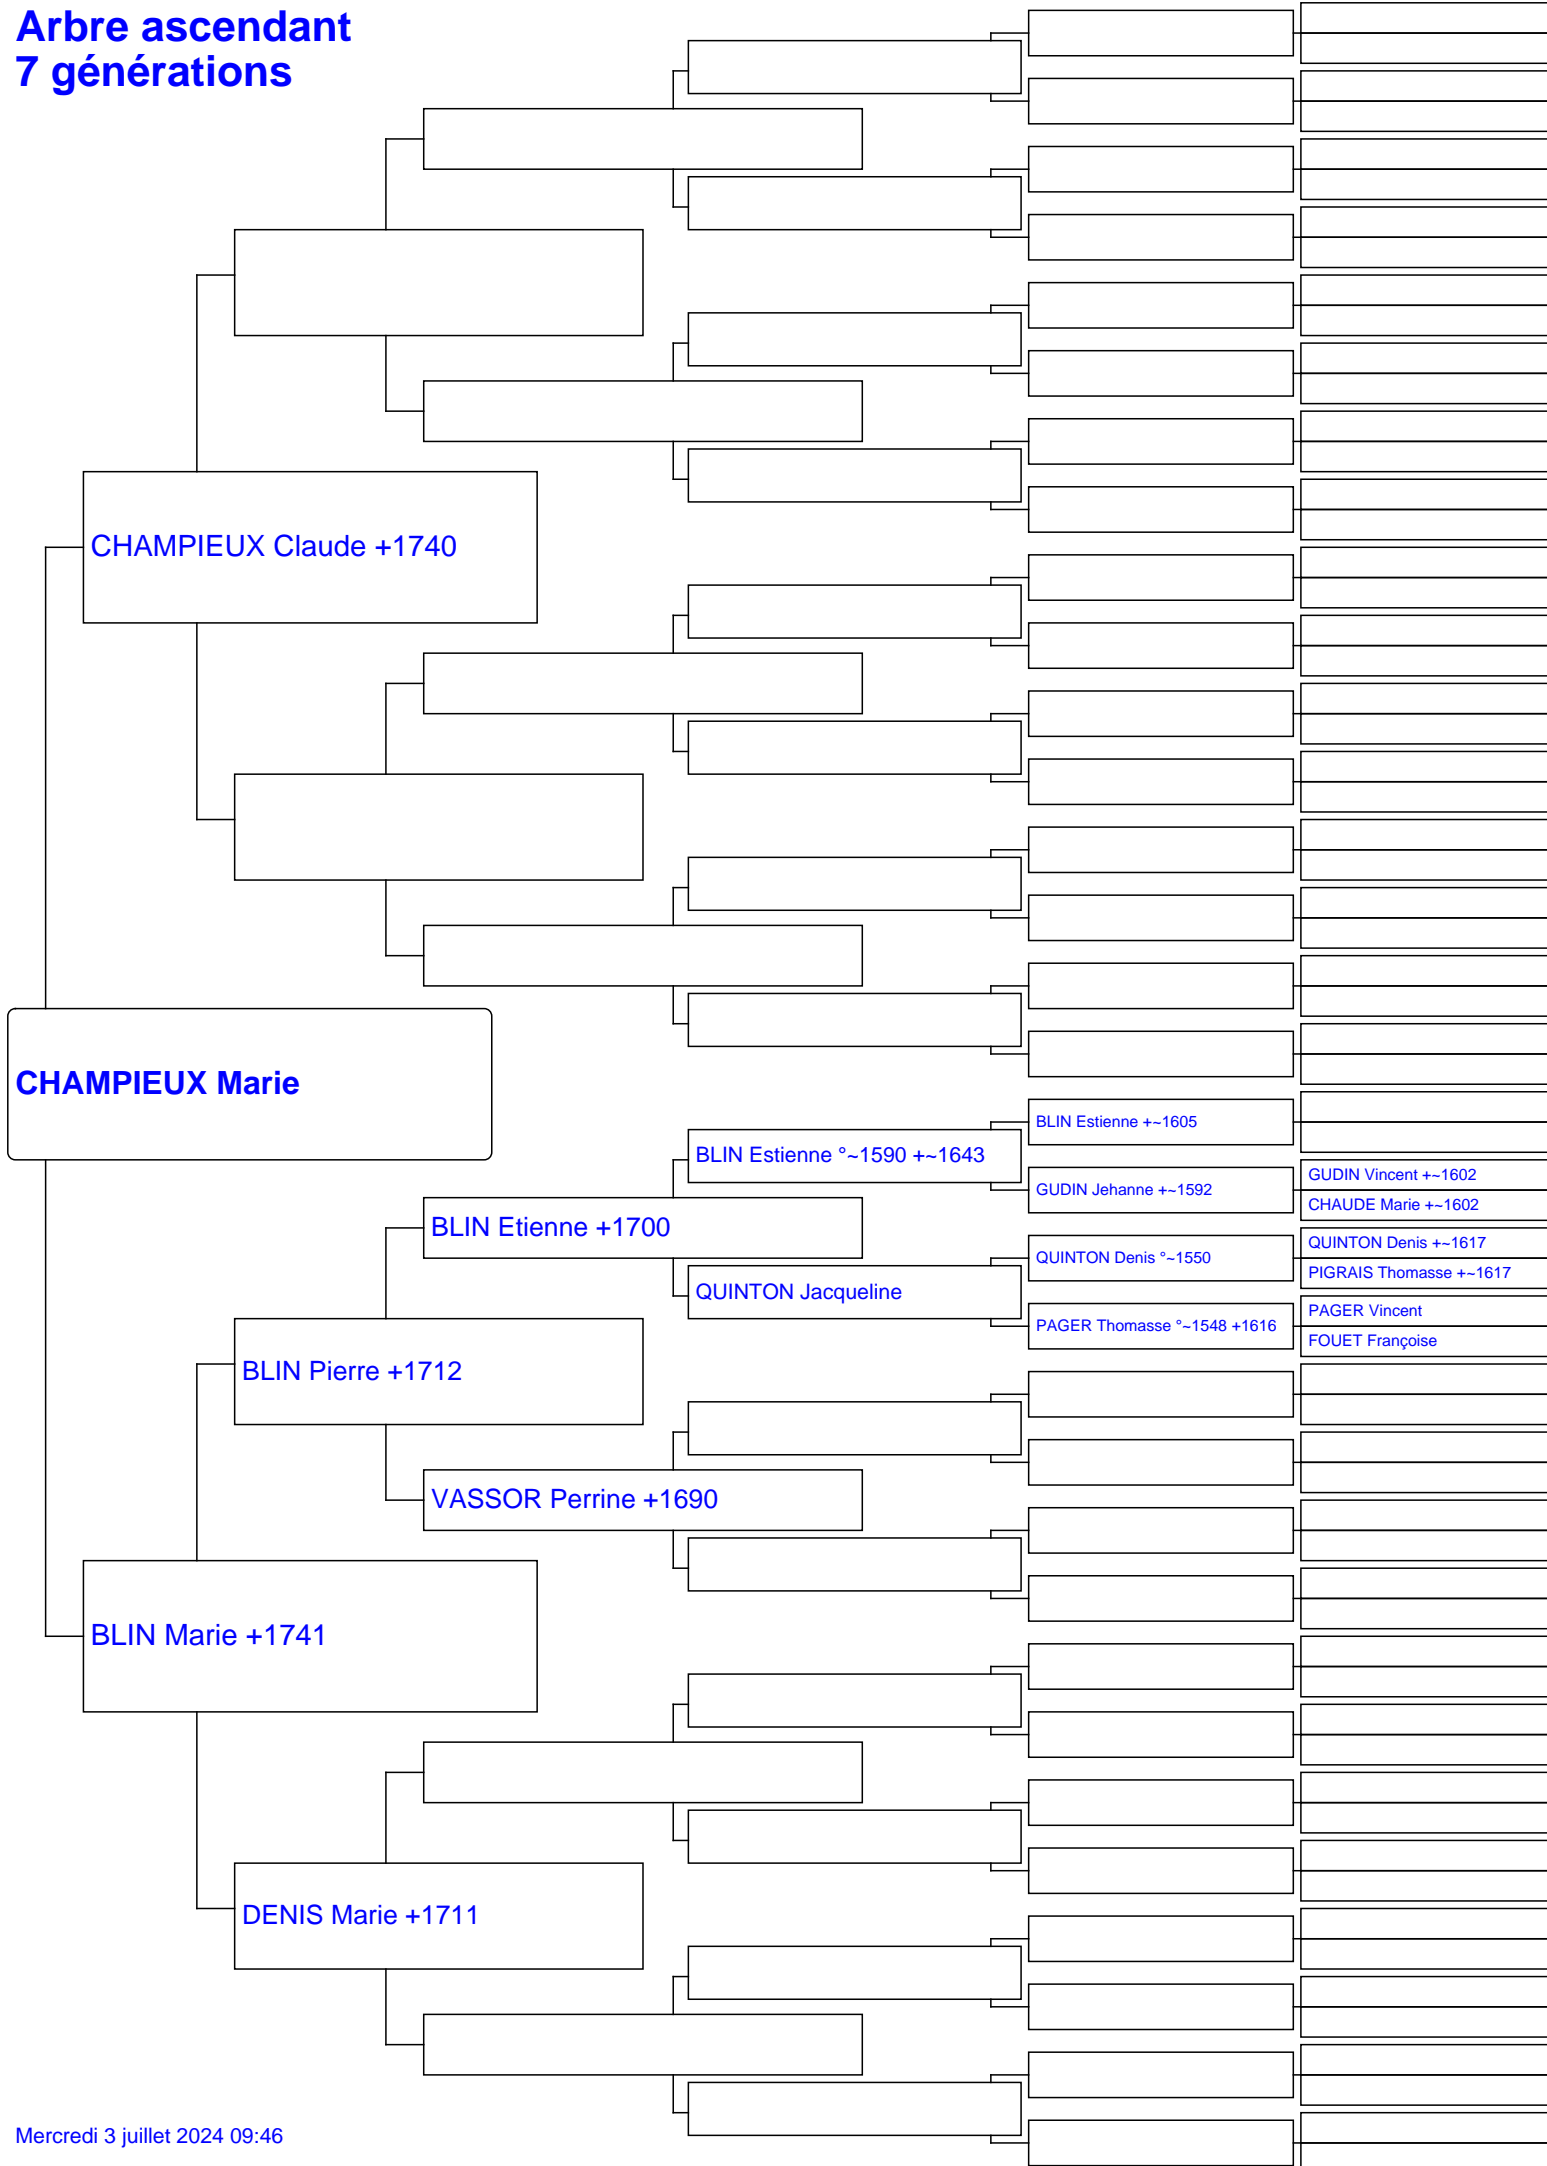 Arbre ascendant
7 générations
CHAMPIEUX Claude +1740
CHAMPIEUX Marie
BLIN Estienne +~1605
BLIN Estienne °~1590 +~1643
GUDIN Vincent +~1602
GUDIN Jehanne +~1592
CHAUDE Marie +~1602
BLIN Etienne +1700
QUINTON Denis +~1617
QUINTON Denis °~1550
PIGRAIS Thomasse +~1617
QUINTON Jacqueline
PAGER Vincent
PAGER Thomasse °~1548 +1616
FOUET Françoise
BLIN Pierre +1712
VASSOR Perrine +1690
BLIN Marie +1741
DENIS Marie +1711
Mercredi 3 juillet 2024 09:46